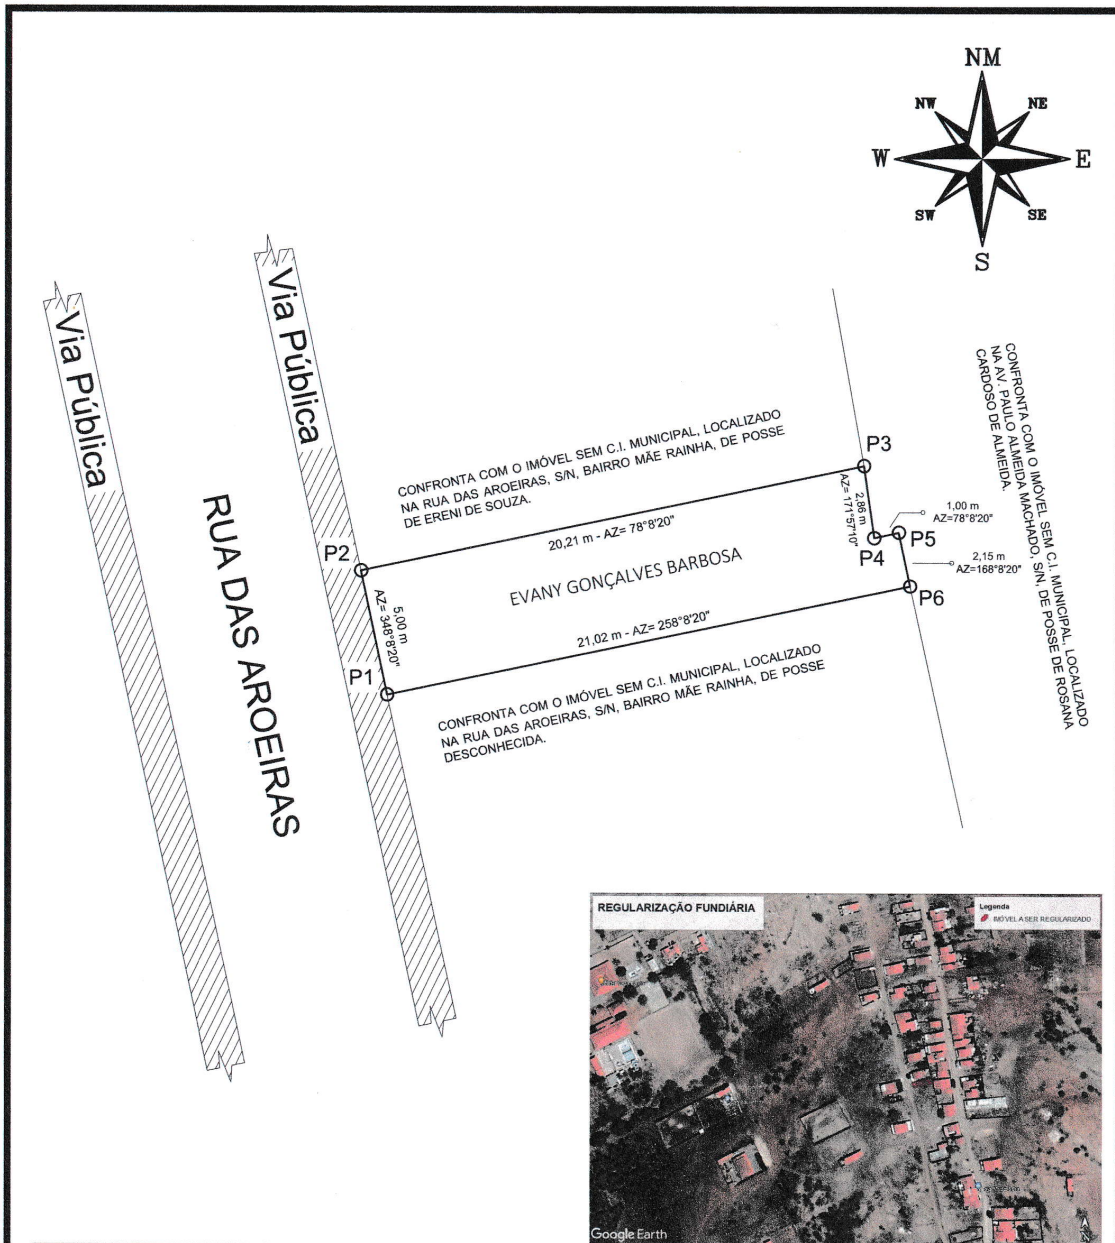 NM
NW
NE
W
E
SW
SE
S
Via Pública
Via Pública
RUA DAS AROEIRAS
CONFRONTA COM O IMÓVEL SEM C.I. MUNICIPAL, LOCALIZADO
NA RUA DAS AROEIRAS, S/N, BAIRRO MÃE RAINHA, DE POSSE
DE ERENI DE SOUZA.
CONFRONTA COM O IMÓVEL SEM C.I. MUNICIPAL, LOCALIZADO
NA AV. PAULO ALMEIDA MACHADO, S/N, DE POSSE DE ROSANA
CARDOSO DE ALMEIDA.
P3
2,86 m
AZ= 171°57'10"
1,00 m
AZ=78°8'20"
P5
P4
2,15 m
AZ=168°8'20"
P6
P2
20,21 m - AZ= 78°8'20"
EVANY GONÇALVES BARBOSA
5,00 m
AZ= 348°8'20"
21,02 m - AZ= 258°8'20"
P1
CONFRONTA COM O IMÓVEL SEM C.I. MUNICIPAL, LOCALIZADO
NA RUA DAS AROEIRAS, S/N, BAIRRO MÃE RAINHA, DE POSSE
DESCONHECIDA.
REGULARIZAÇÃO FUNDIÁRIA
Legenda
IMÓVEL A SER REGULARIZADO
Google Earth